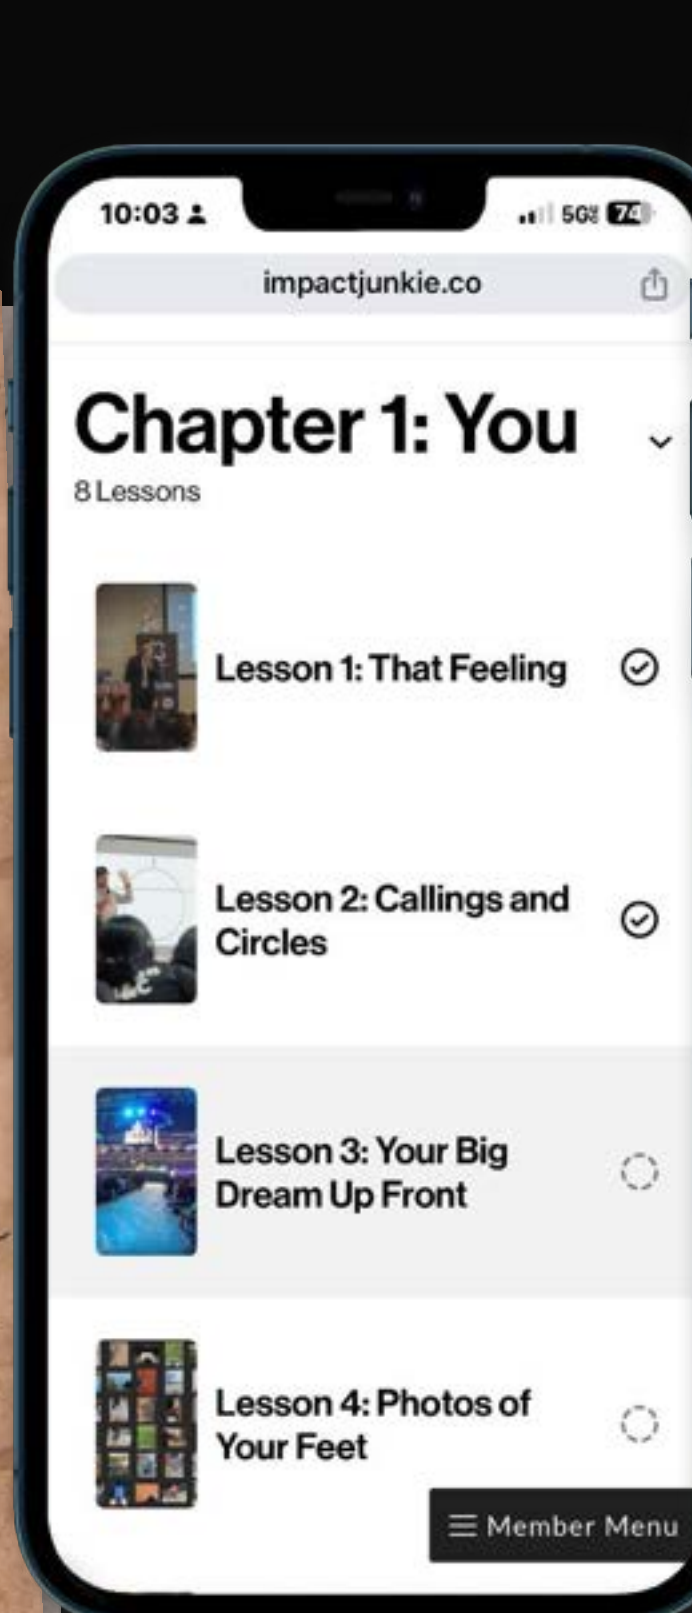 10:03
5G
74
impactjunkie.co
Chapter 1: You
8 Lessons
Lesson 1: That Feeling
Lesson 2: Callings and
Circles
Lesson 3: Your Big
Dream Up Front
Lesson 4: Photos of
Your Feet
Member Menu